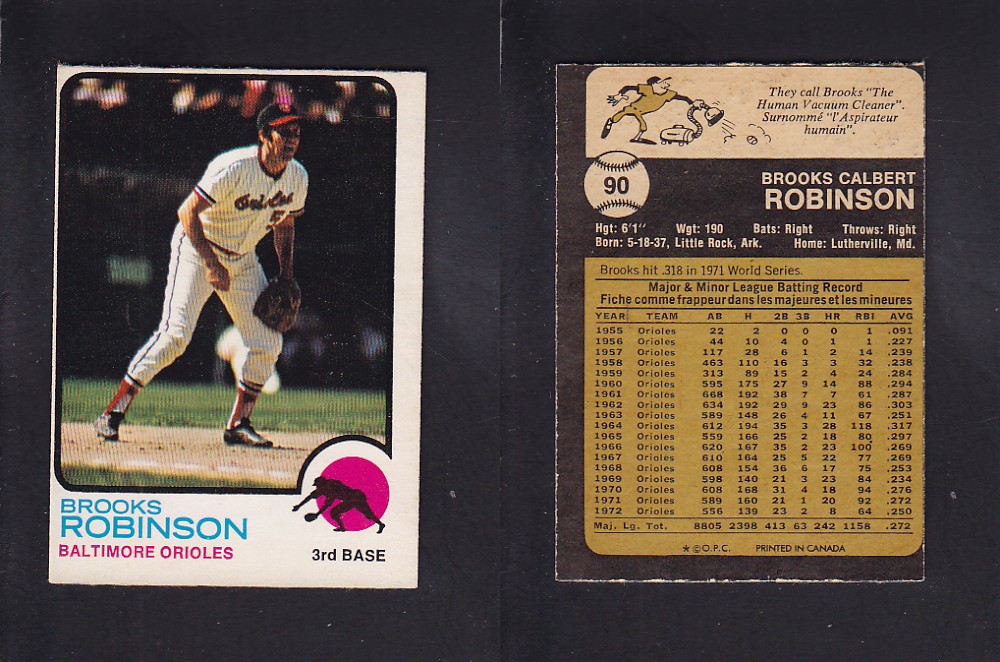 Orioles
5
BROOKS
ROBINSON
BALTIMORE ORIOLES
3rd BASE
They call Brooks "The
Human Vacuum Cleaner".
Surnommé "l'Aspirateur
humain".
90
BROOKS CALBERT
ROBINSON
Hgt: 6'1" Wgt: 190 Bats: Right Throws: Right
Born: 5-18-37, Little Rock, Ark. Home: Lutherville, Md.
Brooks hit .318 in 1971 World Series.
Major & Minor League Batting Record
Fiche comme frappeur dans les majeures et les mineures
YEAR TEAM AB H 2B 3B HR RBI AVG
1955 Orioles 22 2 0 0 0 1 .091
1956 Orioles 44 10 4 0 1 1 .227
1957 Orioles 117 28 6 1 2 14 .239
1958 Orioles 463 110 16 3 3 32 .238
1959 Orioles 313 89 15 2 4 24 .284
1960 Orioles 595 175 27 9 14 88 .294
1961 Orioles 668 192 38 7 7 61 .287
1962 Orioles 634 192 29 9 23 86 .303
1963 Orioles 589 148 26 4 11 67 .251
1964 Orioles 612 194 35 3 28 118 .317
1965 Orioles 559 166 25 2 18 80 .297
1966 Orioles 620 167 35 2 23 100 .269
1967 Orioles 610 164 25 5 22 77 .269
1968 Orioles 608 154 36 6 17 75 .253
1969 Orioles 598 140 21 3 23 84 .234
1970 Orioles 608 168 31 4 18 94 .276
1971 Orioles 589 160 21 1 20 92 .272
1972 Orioles 556 139 23 2 8 64 .250
Maj. Lg. Tot. 8805 2398 413 63 242 1158 .272
* © O.P.C. PRINTED IN CANADA